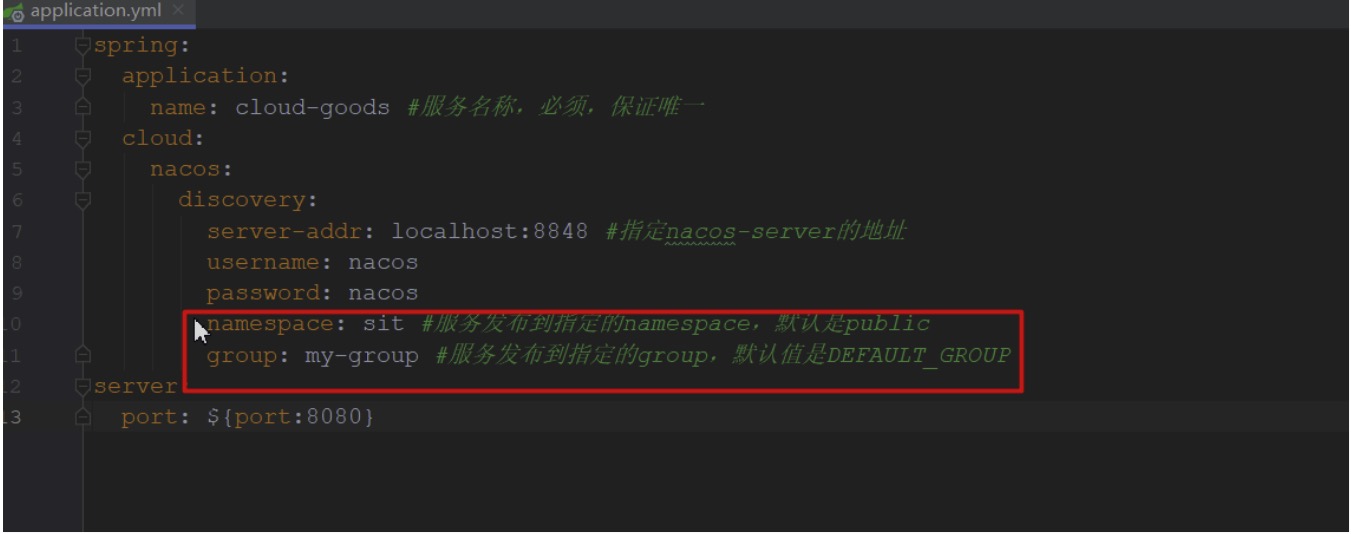 application.yml
1 spring:
2 application:
3 name: cloud-goods #服务名称，必须，保证唯一
4 cloud:
5 nacos:
6 discovery:
7 server-addr: localhost:8848 #指定nacos-server的地址
8 username: nacos
9 password: nacos
10 namespace: sit #服务发布到指定的namespace，默认是public
11 group: my-group #服务发布到指定的group，默认值是DEFAULT_GROUP
12 server
13 port: ${port:8080}